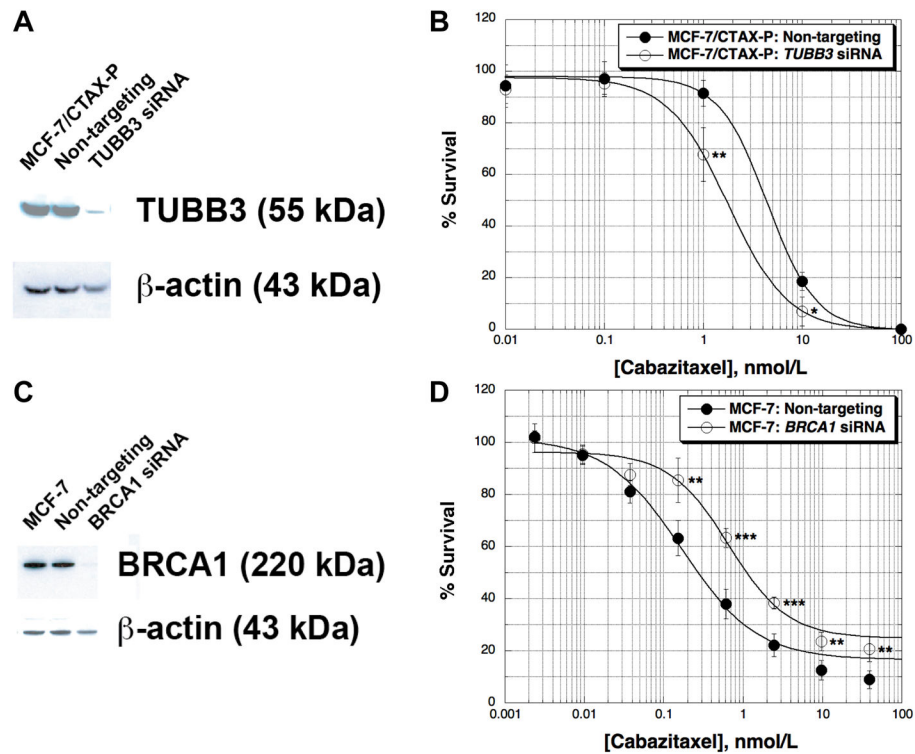 A
MCF-7/CTAX-P
Non-targeting
TUBB3 siRNA
TUBB3 (55 kDa)
β-actin (43 kDa)
B
MCF-7/CTAX-P: Non-targeting
MCF-7/CTAX-P: TUBB3 siRNA
% Survival
120
100
80
60
40
20
0
**
*
0.01
0.1
1
10
100
[Cabazitaxel], nmol/L
C
MCF-7
Non-targeting
BRCA1 siRNA
BRCA1 (220 kDa)
β-actin (43 kDa)
D
MCF-7: Non-targeting
MCF-7: BRCA1 siRNA
% Survival
120
100
80
60
40
20
0
**
***
***
**
**
0.001
0.01
0.1
1
10
100
[Cabazitaxel], nmol/L